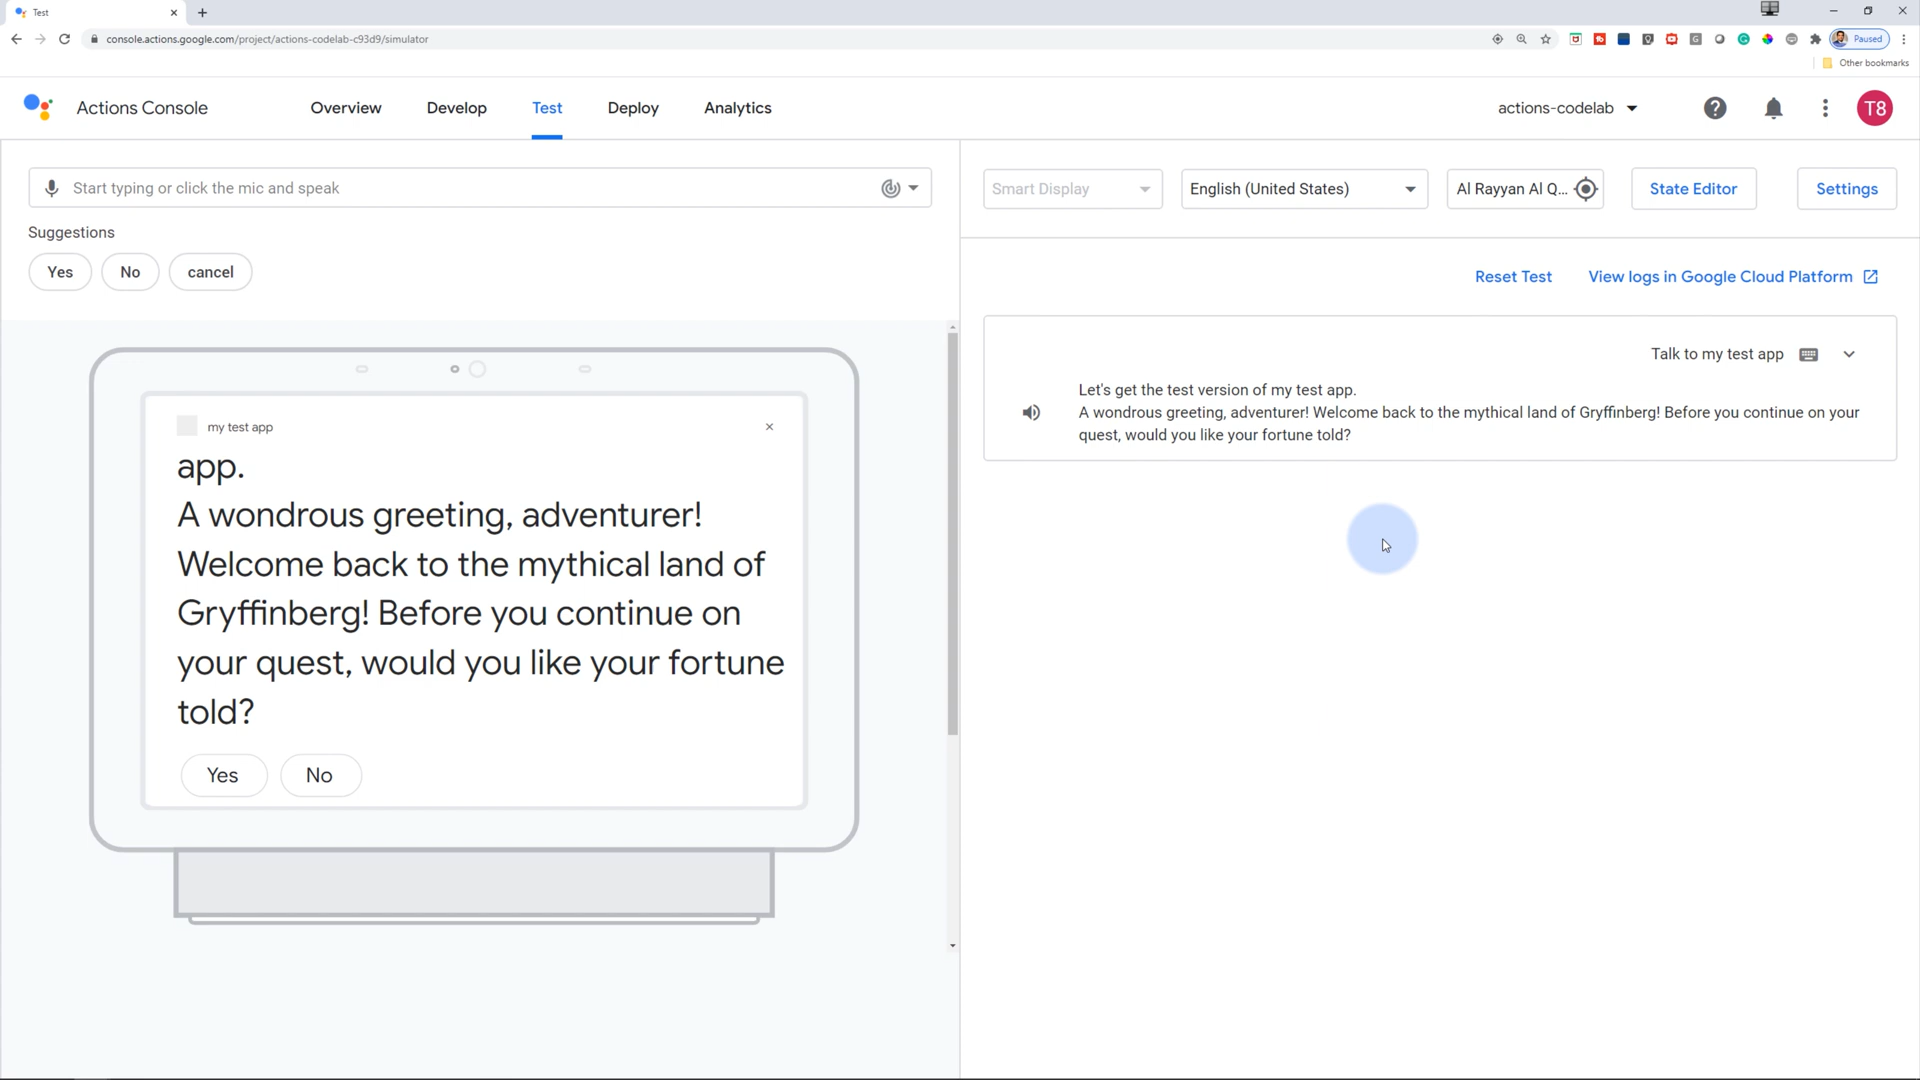 Test
console.actions.google.com/project/actions-codelab-c93d9/simulator
Paused
Other bookmarks
Actions Console
Overview
Develop
Test
Deploy
Analytics
actions-codelab
T8
Start typing or click the mic and speak
Smart Display
English (United States)
Al Rayyan Al Q...
State Editor
Settings
Suggestions
Yes
No
cancel
Reset Test
View logs in Google Cloud Platform
Talk to my test app
Let's get the test version of my test app.
A wondrous greeting, adventurer! Welcome back to the mythical land of Gryffinberg! Before you continue on your
quest, would you like your fortune told?
my test app
app.
A wondrous greeting, adventurer!
Welcome back to the mythical land of
Gryffinberg! Before you continue on
your quest, would you like your fortune
told?
Yes
No